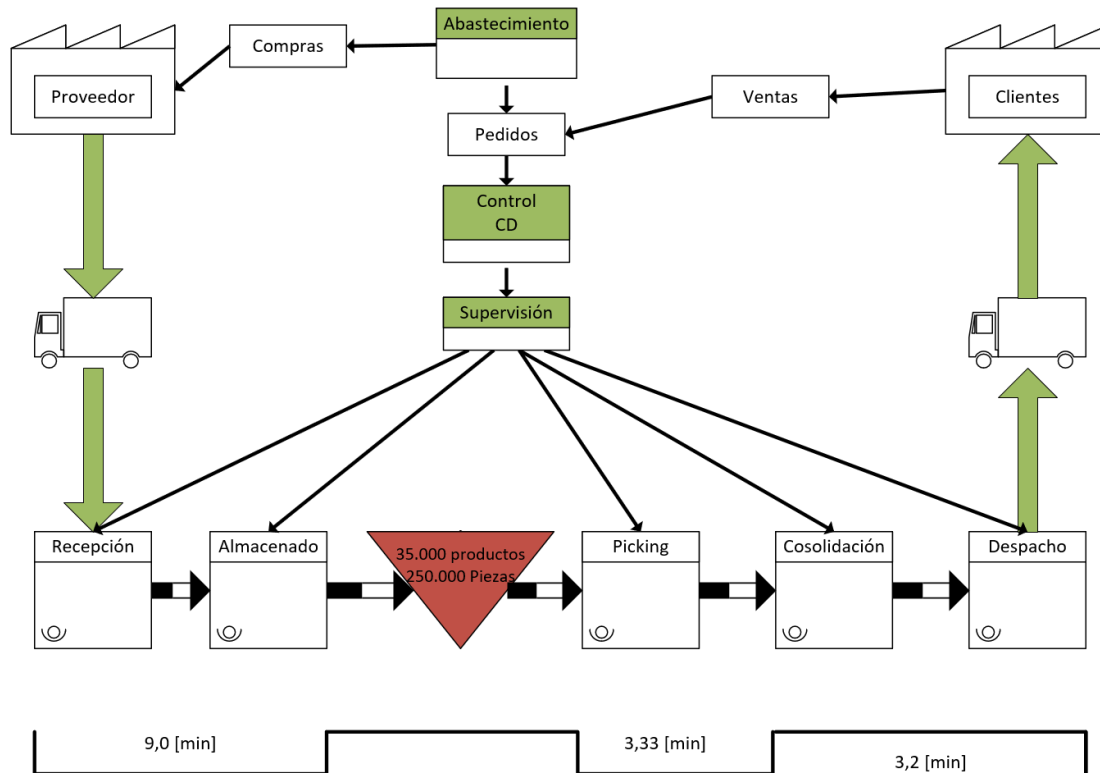 Abastecimiento
Compras
Proveedor
Ventas
Clientes
Pedidos
Control
CD
Supervisión
Recepción
Almacenado
35.000 productos
250.000 Piezas
Picking
Cosolidación
Despacho
9,0 [min]
3,33 [min]
3,2 [min]